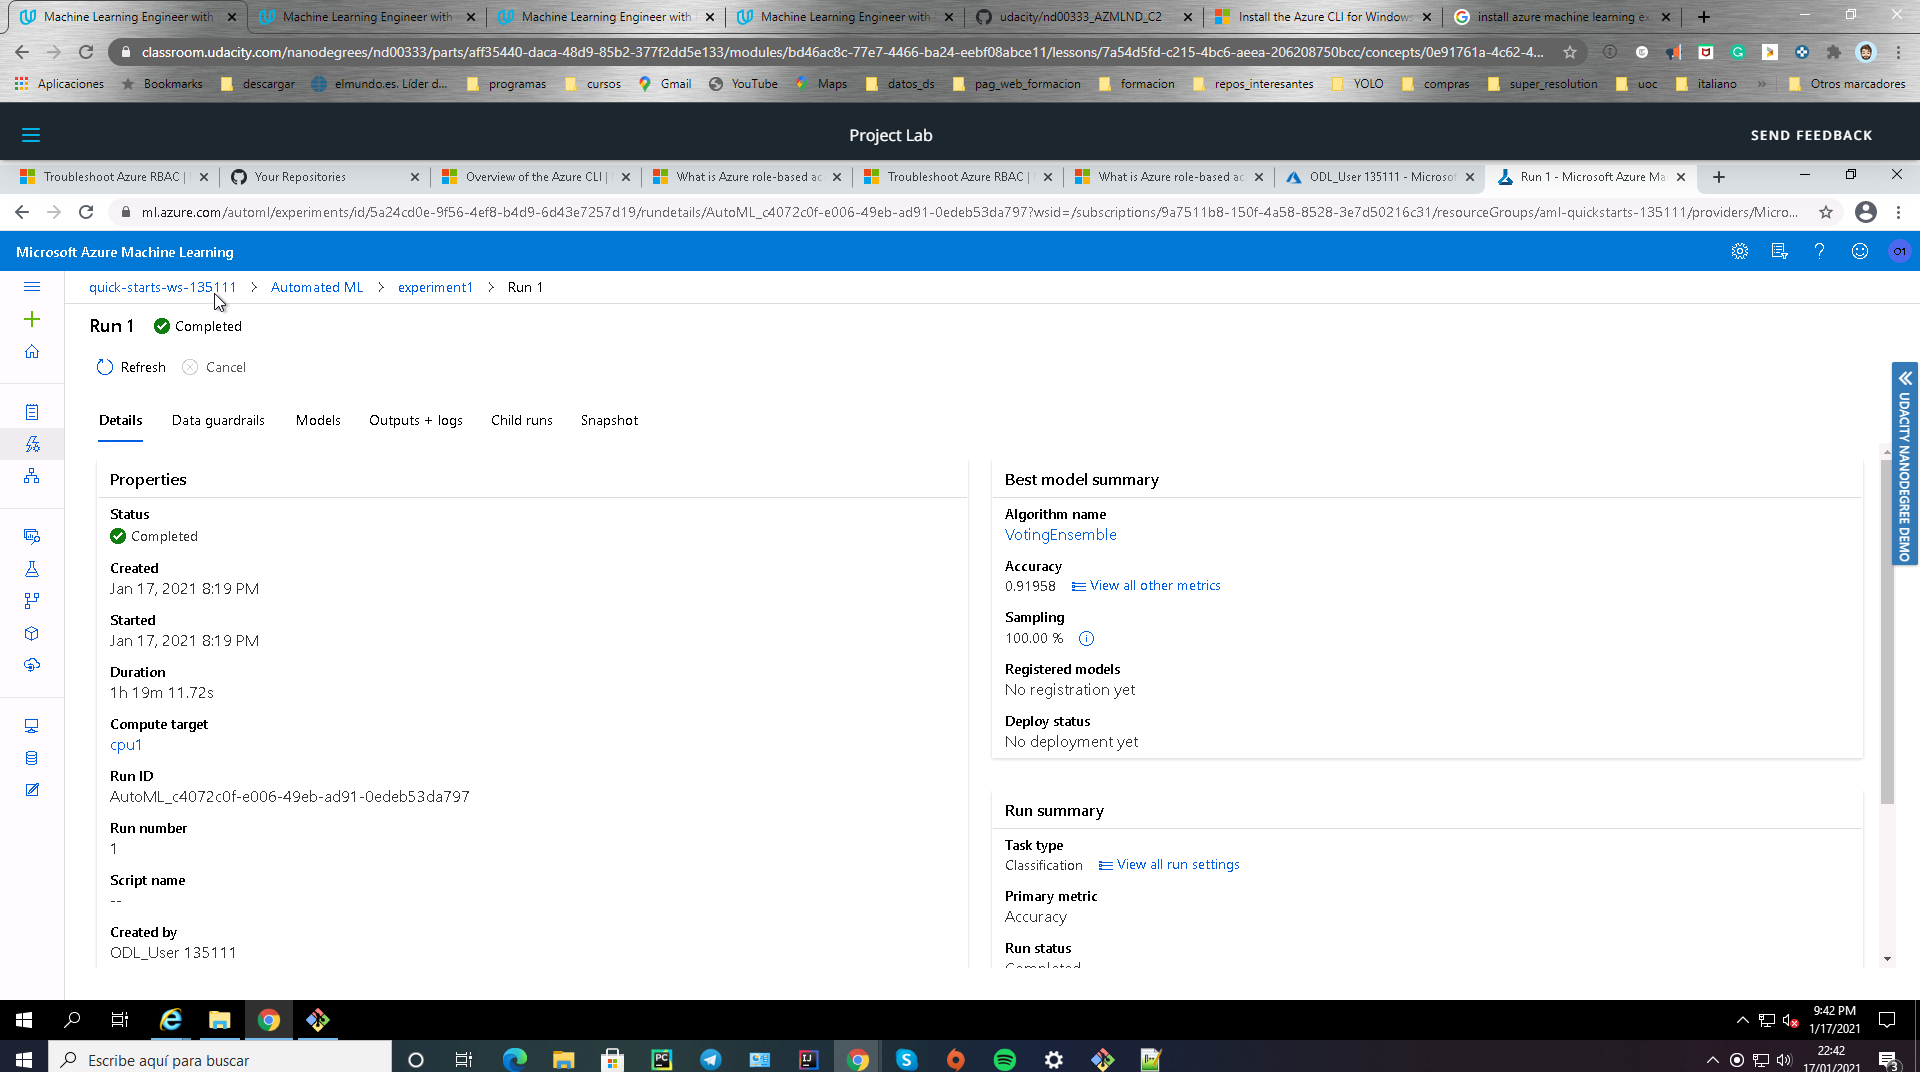 Machine Learning Engineer with
Machine Learning Engineer with
Machine Learning Engineer with
Machine Learning Engineer with
udacity/nd00333_AZMLND_C2
Install the Azure CLI for Windows
install azure machine learning ex
classroom.udacity.com/nanodegrees/nd00333/parts/aff35440-daca-48d9-85b2-377f2dd5e133/modules/bd46ac8c-77e7-4466-ba24-eebf08abce11/lessons/7a54d5fd-c215-4bc6-aeea-206208750bcc/concepts/0e91761a-4c62-4...
Aplicaciones
Bookmarks
descargar
elmundo.es. Líder d...
programas
cursos
Gmail
YouTube
Maps
datos_ds
pag_web_formacion
formacion
repos_interesantes
YOLO
compras
super_resolution
uoc
italiano
»
Otros marcadores
Project Lab
SEND FEEDBACK
Troubleshoot Azure RBAC |
Your Repositories
Overview of the Azure CLI |
What is Azure role-based ac
Troubleshoot Azure RBAC |
What is Azure role-based ac
ODL_User 135111 - Microsof
Run 1 - Microsoft Azure Ma
ml.azure.com/automl/experiments/id/5a24cd0e-9f56-4ef8-b4d9-6d43e7257d19/rundetails/AutoML_c4072c0f-e006-49eb-ad91-0edeb53da797?wsid=/subscriptions/9a7511b8-150f-4a58-8528-3e7d50216c31/resourceGroups/aml-quickstarts-135111/providers/Micro...
Microsoft Azure Machine Learning
O1
quick-starts-ws-135111 > Automated ML > experiment1 > Run 1
Run 1 Completed
Refresh Cancel
Details Data guardrails Models Outputs + logs Child runs Snapshot
Properties
Status
Completed
Created
Jan 17, 2021 8:19 PM
Started
Jan 17, 2021 8:19 PM
Duration
1h 19m 11.72s
Compute target
cpu1
Run ID
AutoML_c4072c0f-e006-49eb-ad91-0edeb53da797
Run number
1
Script name
--
Created by
ODL_User 135111
Best model summary
Algorithm name
VotingEnsemble
Accuracy
0.91958 View all other metrics
Sampling
100.00 %
Registered models
No registration yet
Deploy status
No deployment yet
Run summary
Task type
Classification View all run settings
Primary metric
Accuracy
Run status
Completed
UDACITY NANODEGREE DEMO
9:42 PM
1/17/2021
Escribe aquí para buscar
22:42
17/01/2021
3